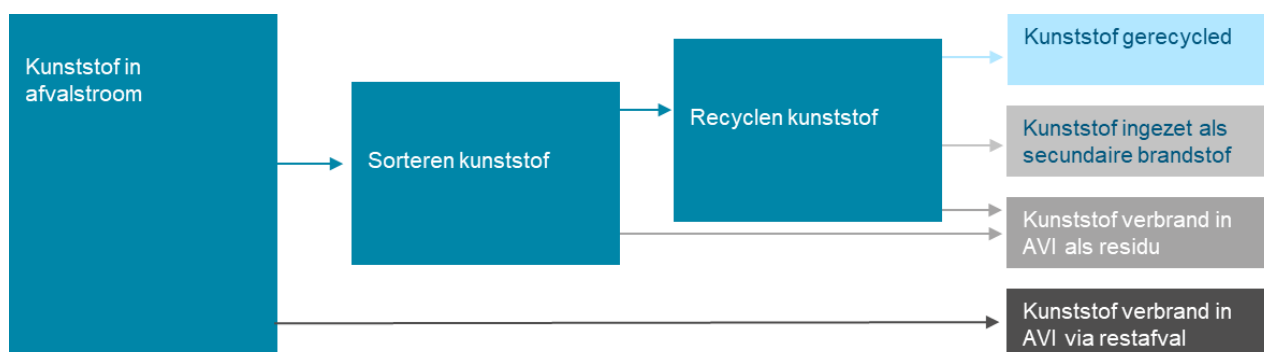 Kunststof in
afvalstroom
Sorteren kunststof
Recyclen kunststof
Kunststof gerecycled
Kunststof ingezet als
secundaire brandstof
Kunststof verbrand in
AVI als residu
Kunststof verbrand in
AVI via restafval